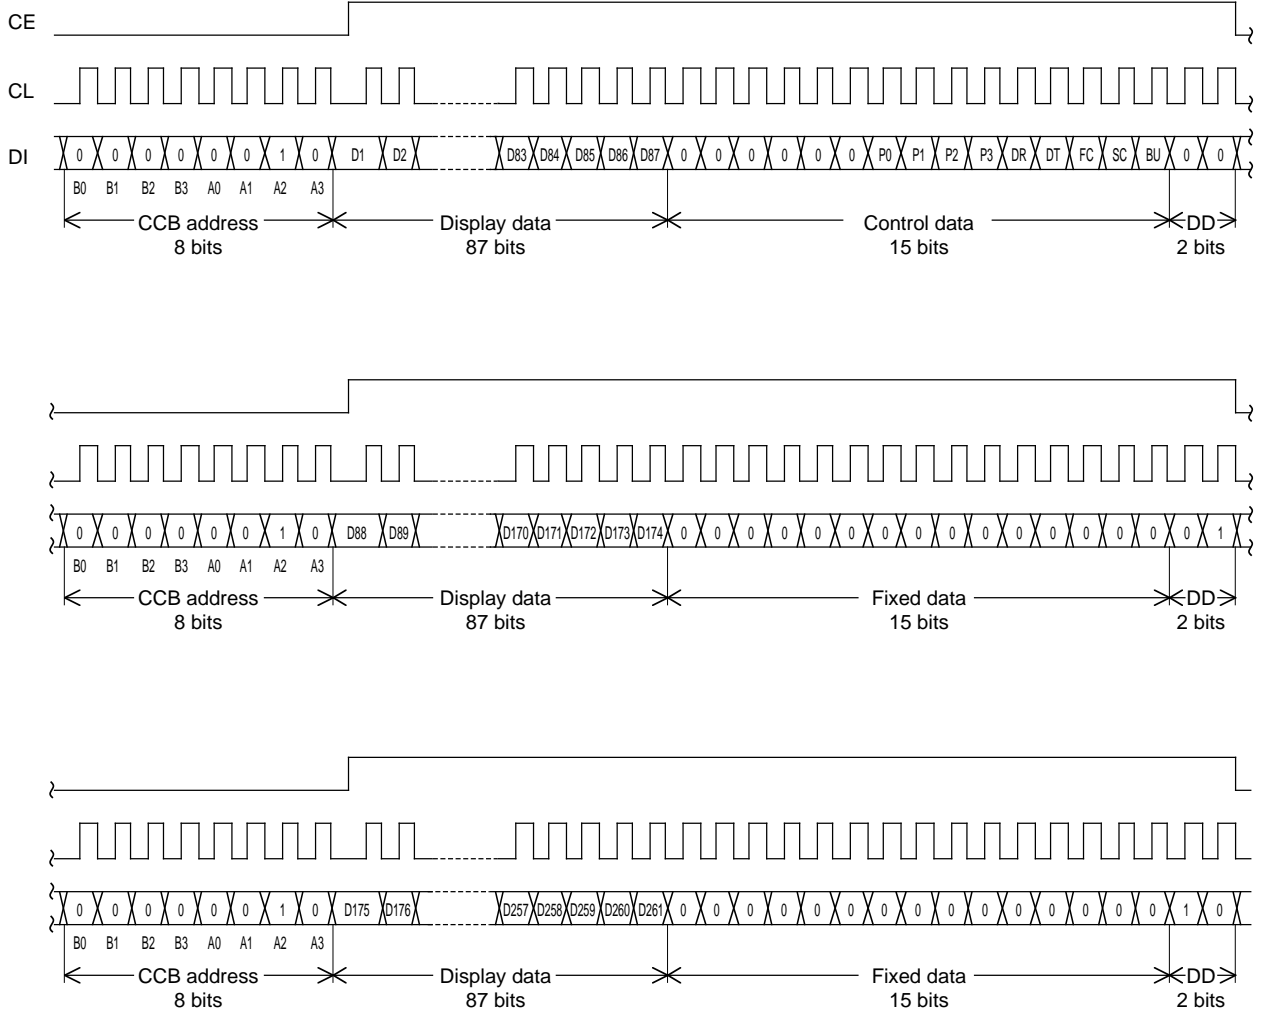 CE
CL
DI 0 0 0 0 0 0 1 0 D1 D2 D83 D84 D85 D86 D87 0 0 0 0 0 0 P0 P1 P2 P3 DR DT FC SC BU 0 0
B0 B1 B2 B3 A0 A1 A2 A3
CCB address Display data Control data DD
8 bits 87 bits 15 bits 2 bits
0 0 0 0 0 0 1 0 D88 D89 D170 D171 D172 D173 D174 0 0 0 0 0 0 0 0 0 0 0 0 0 0 0 0 1
B0 B1 B2 B3 A0 A1 A2 A3
CCB address Display data Fixed data DD
8 bits 87 bits 15 bits 2 bits
0 0 0 0 0 0 1 0 D175 D176 D257 D258 D259 D260 D261 0 0 0 0 0 0 0 0 0 0 0 0 0 0 0 1 0
B0 B1 B2 B3 A0 A1 A2 A3
CCB address Display data Fixed data DD
8 bits 87 bits 15 bits 2 bits